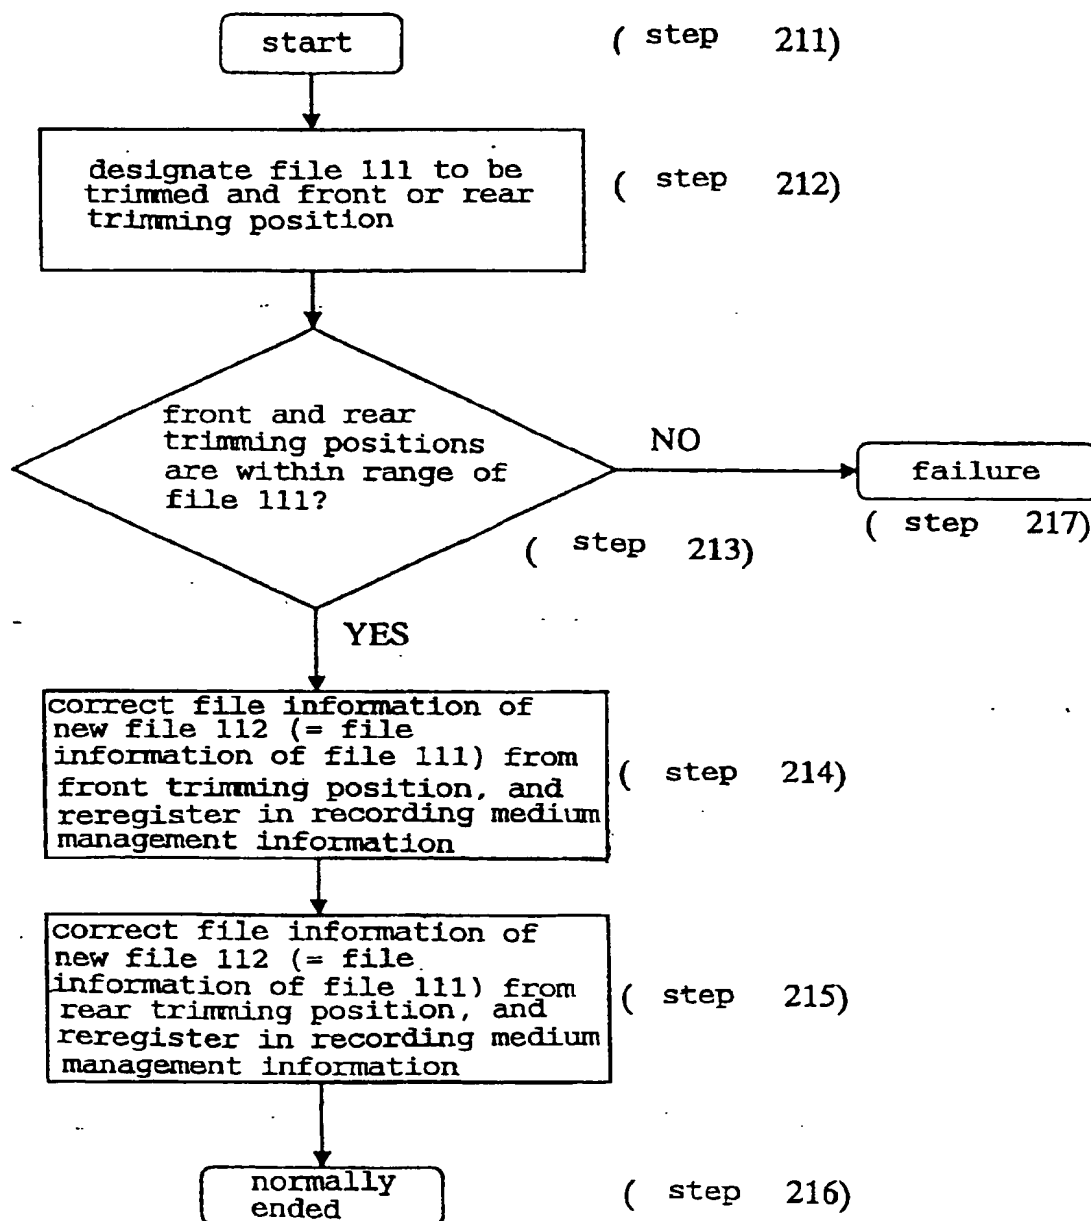 start
( step 211)
designate file 111 to be
trimmed and front or rear
trimming position
( step 212)
front and rear
trimming positions
are within range of
file 111?
NO
failure
( step 217)
( step 213)
YES
correct file information of
new file 112 (= file
information of file 111) from
front trimming position, and
reregister in recording medium
management information
( step 214)
correct file information of
new file 112 (= file
information of file 111) from
rear trimming position, and
reregister in recording medium
management information
( step 215)
normally
ended
( step 216)